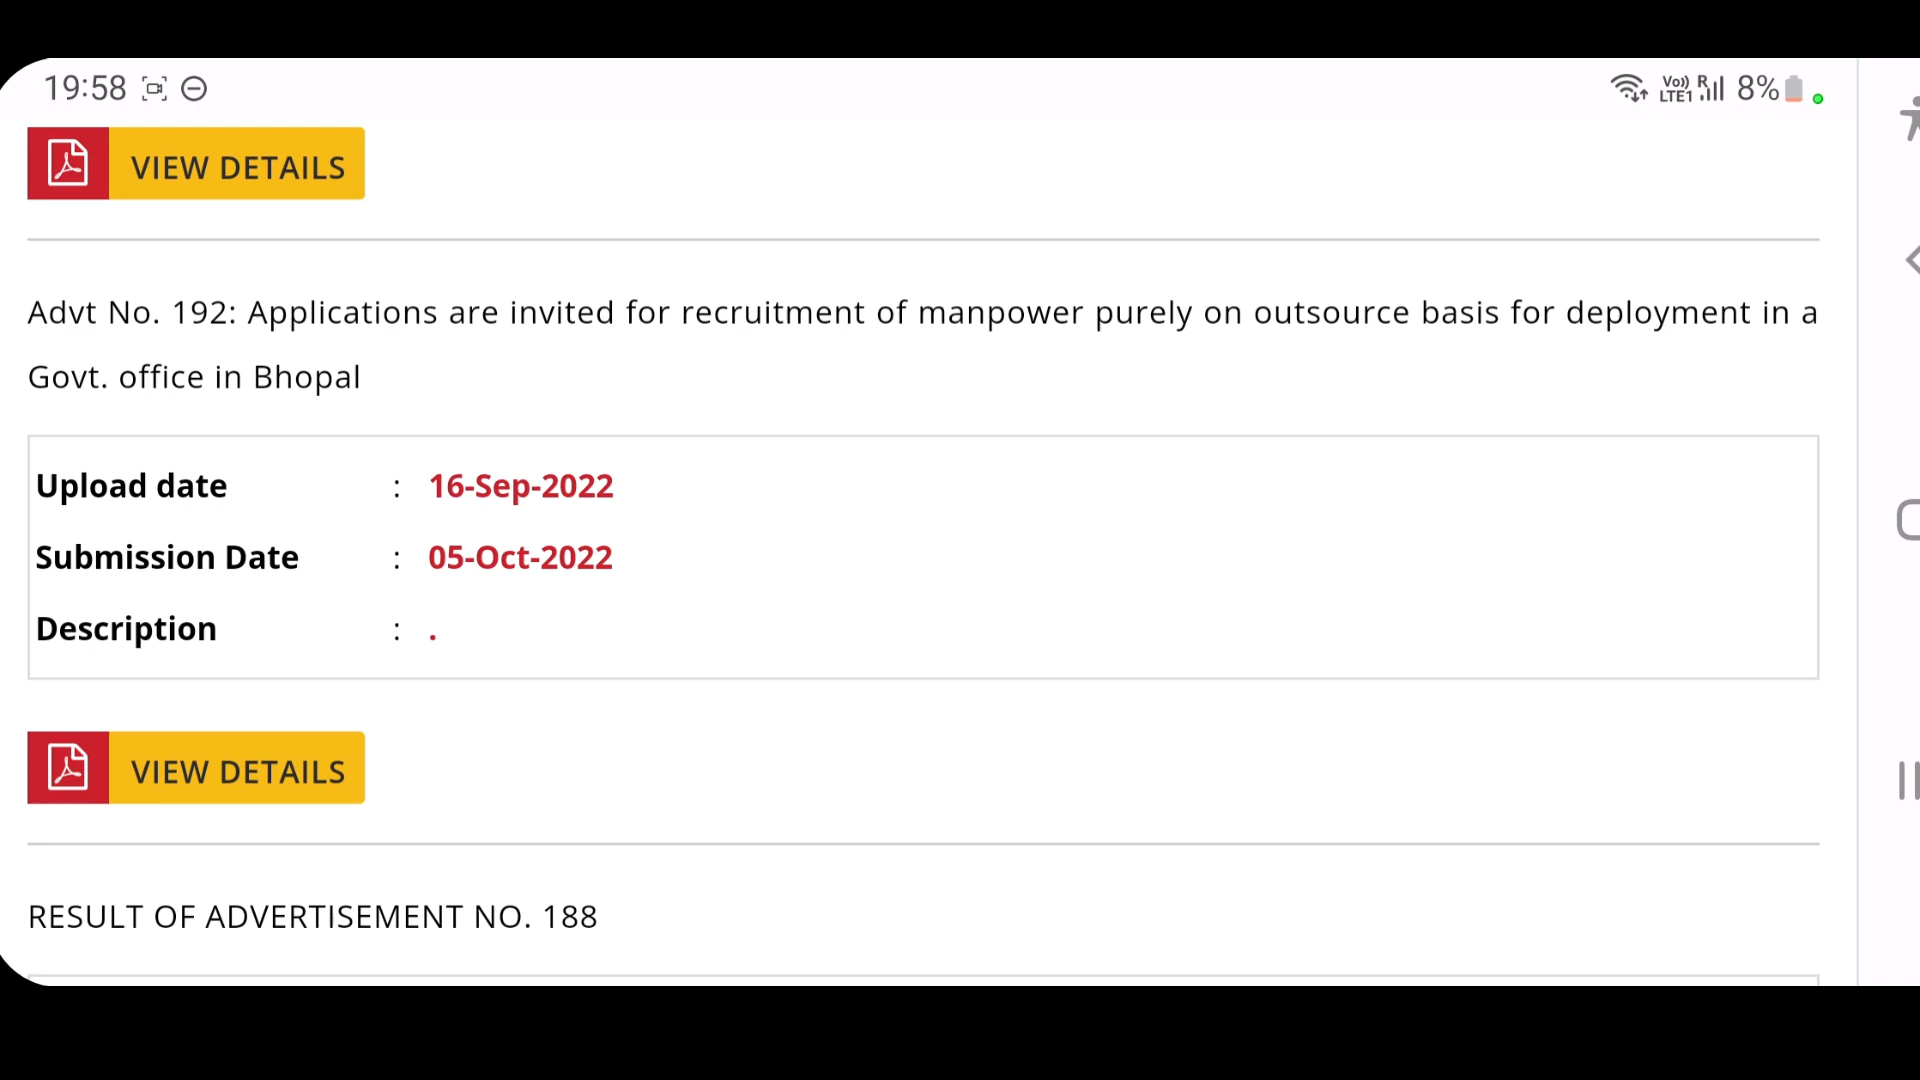 19:58
Vo)) R 8%
LTE1
VIEW DETAILS
Advt No. 192: Applications are invited for recruitment of manpower purely on outsource basis for deployment in a
Govt. office in Bhopal
Upload date : 16-Sep-2022
Submission Date : 05-Oct-2022
Description : .
VIEW DETAILS
RESULT OF ADVERTISEMENT NO. 188